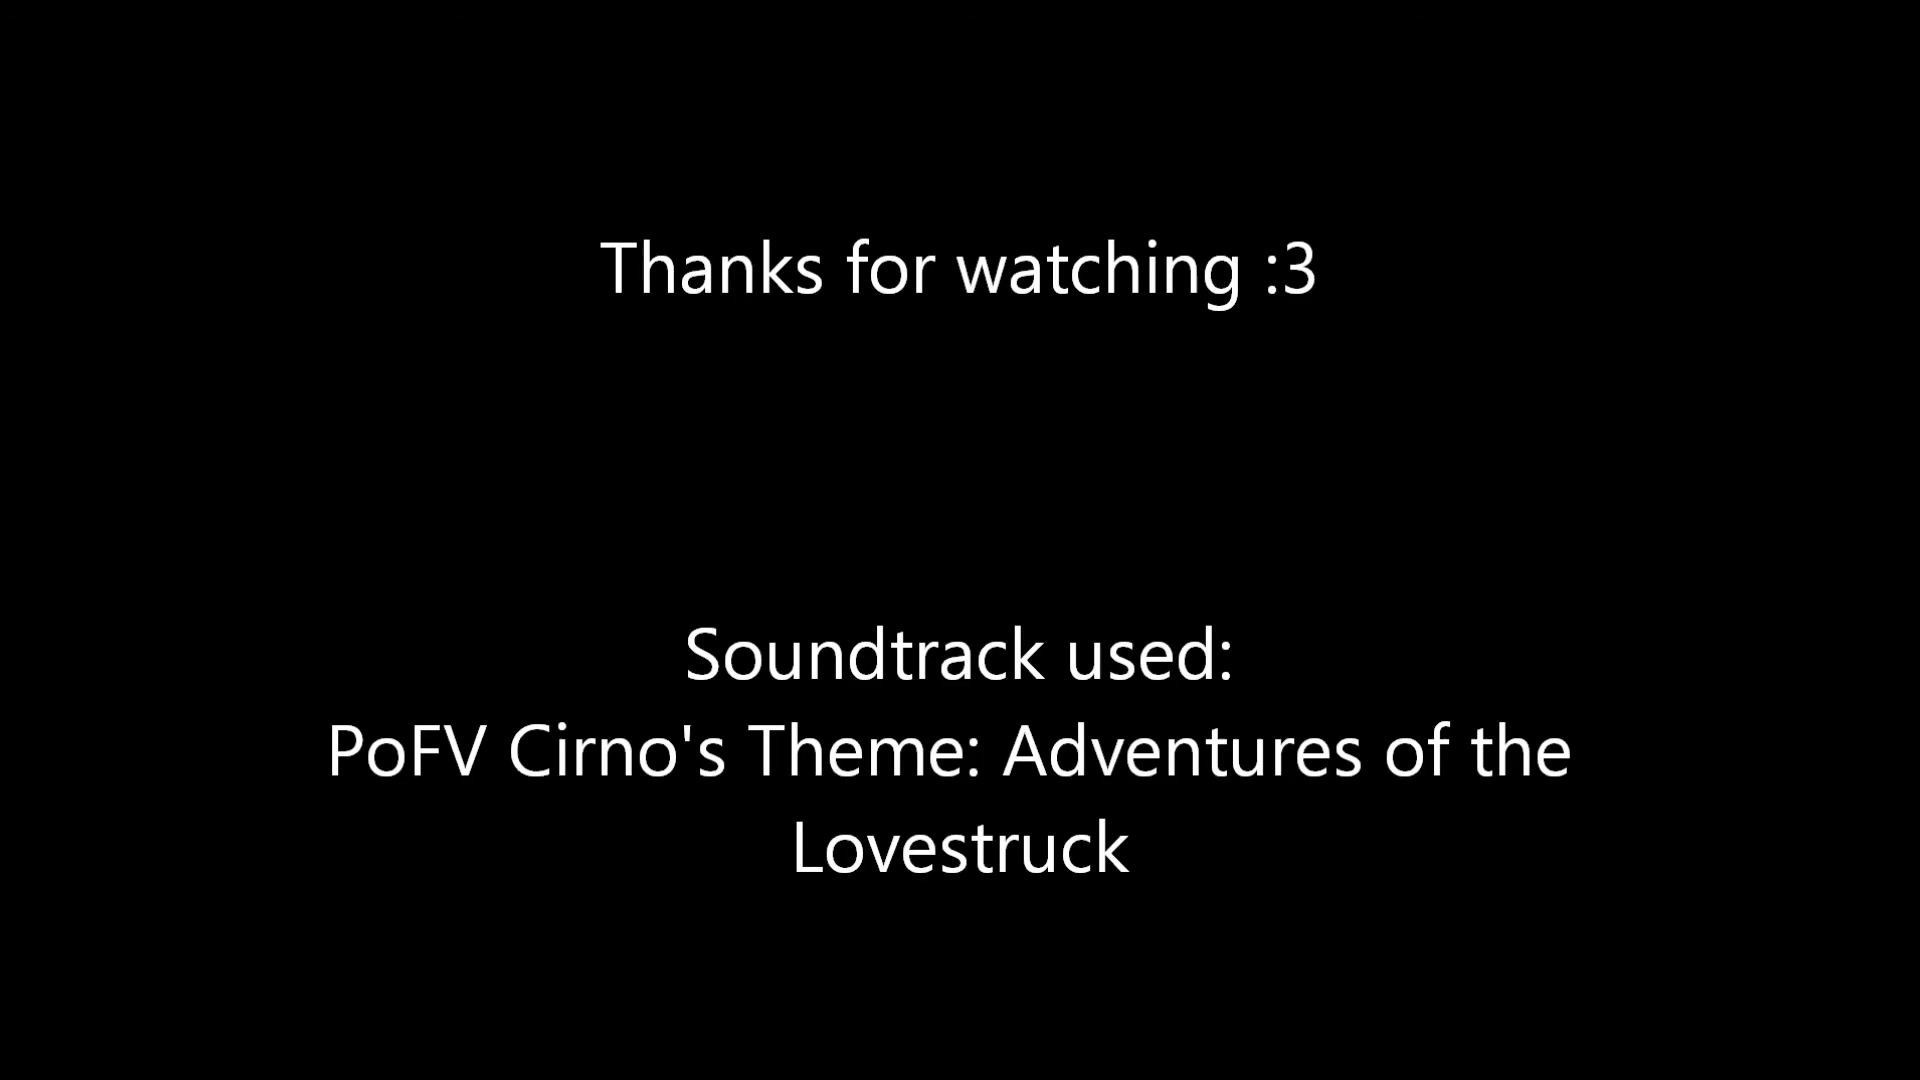 Thanks for watching :3
Soundtrack used:
PoFV Cirno's Theme: Adventures of the
Lovestruck